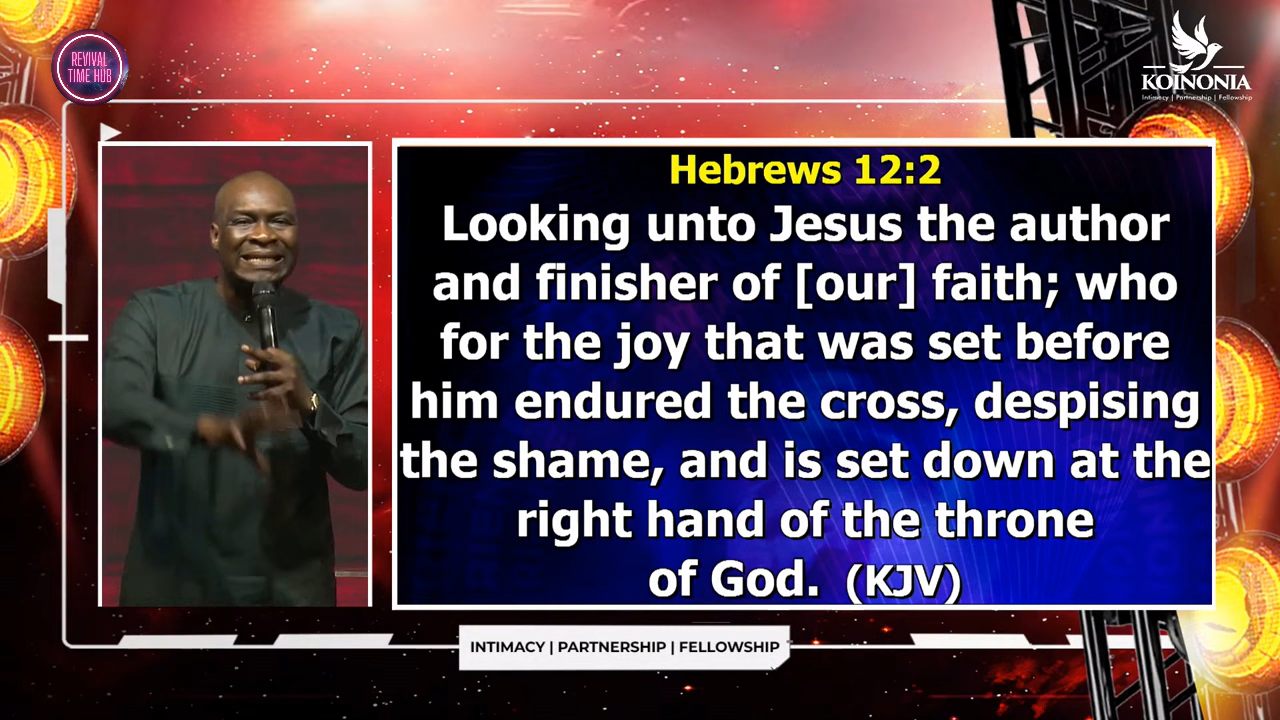 REVIVAL
TIME HUB
KOINONIA
Intimacy | Partnership | Fellowship
Hebrews 12:2
Looking unto Jesus the author
and finisher of [our] faith; who
for the joy that was set before
him endured the cross, despising
the shame, and is set down at the
right hand of the throne
of God. (KJV)
INTIMACY | PARTNERSHIP | FELLOWSHIP